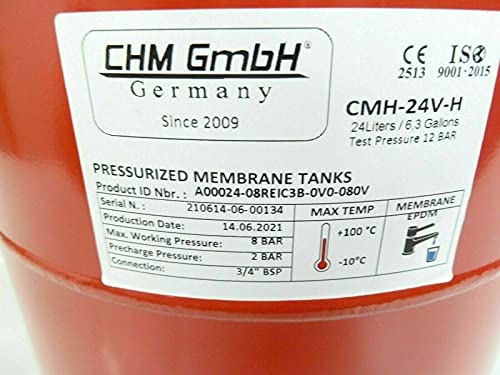 CHM GmbH®
Germany
Since 2009
CE 2513
ISO 9001·2015
CMH-24V-H
24Liters / 6,3 Gallons
Test Pressure 12 BAR
PRESSURIZED MEMBRANE TANKS
Product ID Nbr.: A00024-08REIC3B-0V0-080V
Serial N.: 210614-06-00134
Production Date: 14.06.2021
Max. Working Pressure: 8 BAR
Precharge Pressure: 2 BAR
Connection: 3/4" BSP
MAX TEMP
+100 °C
-10°C
MEMBRANE
EPDM